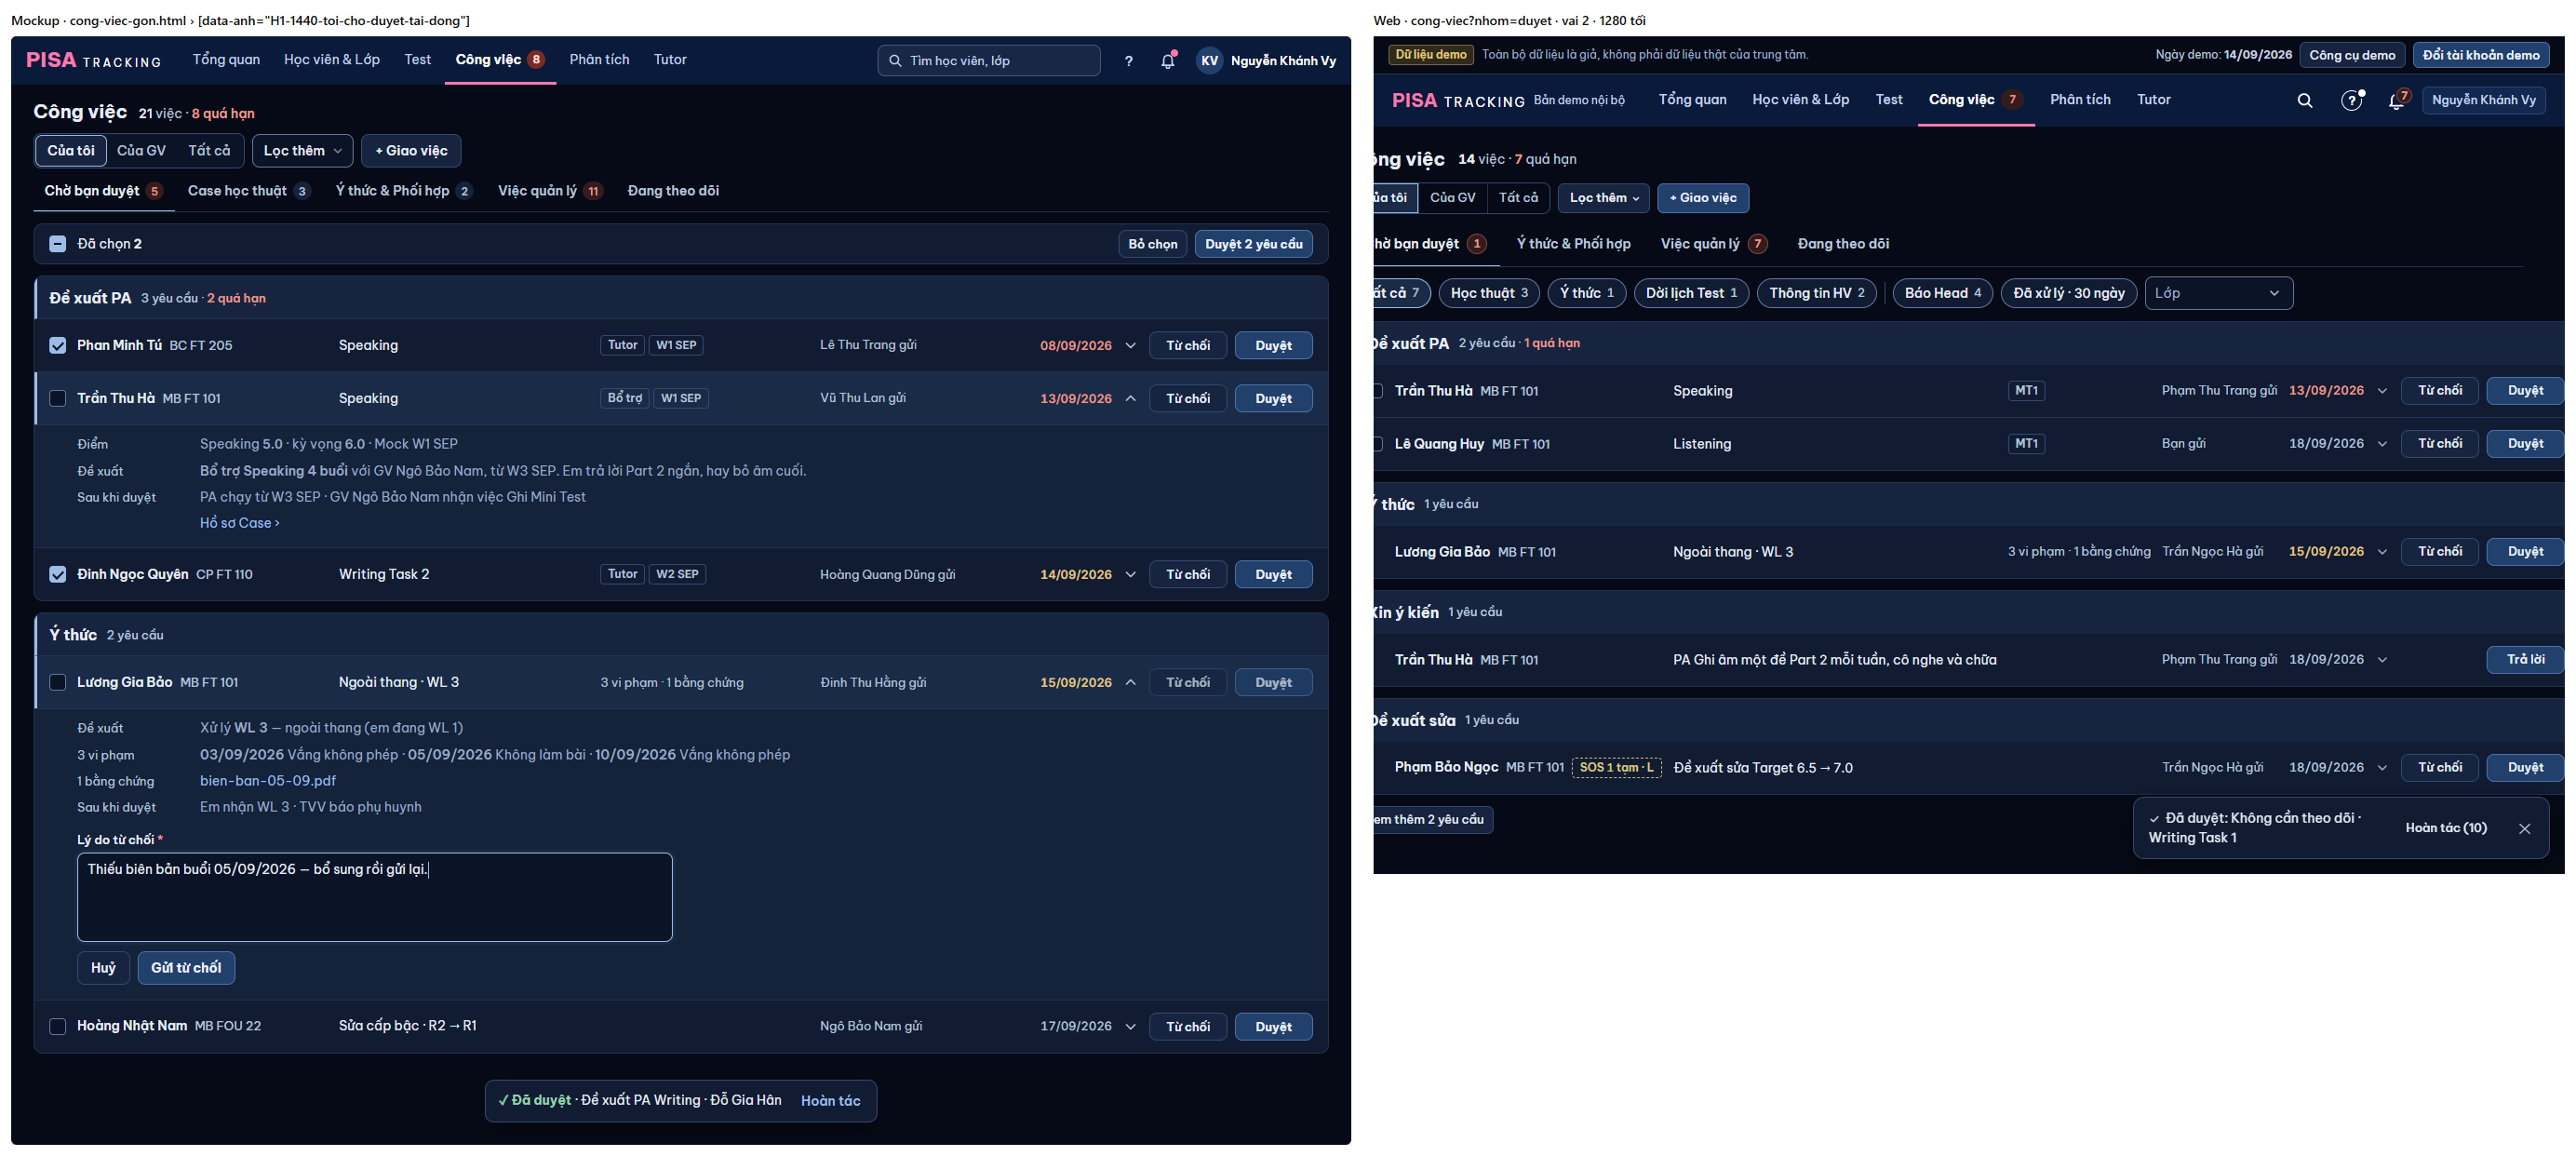 Mockup · cong-viec-gon.html › [data-anh="H1-1440-toi-cho-duyet-tai-dong"]
PISA TRACKING Tổng quan Học viên & Lớp Test Công việc 8 Phân tích Tutor Tìm học viên, lớp ? KV Nguyễn Khánh Vy
Công việc 21 việc · 8 quá hạn
Của tôi Của GV Tất cả Lọc thêm + Giao việc
Chờ bạn duyệt 5 Case học thuật 3 Ý thức & Phối hợp 2 Việc quản lý 11 Đang theo dõi
Đã chọn 2 Bỏ chọn Duyệt 2 yêu cầu
Đề xuất PA 3 yêu cầu · 2 quá hạn
Phan Minh Tú BC FT 205 Speaking Tutor W1 SEP Lê Thu Trang gửi 08/09/2026 Từ chối Duyệt
Trần Thu Hà MB FT 101 Speaking Bổ trợ W1 SEP Vũ Thu Lan gửi 13/09/2026 Từ chối Duyệt
Điểm Speaking 5.0 · kỳ vọng 6.0 · Mock W1 SEP
Đề xuất Bổ trợ Speaking 4 buổi với GV Ngô Bảo Nam, từ W3 SEP. Em trả lời Part 2 ngắn, hay bỏ âm cuối.
Sau khi duyệt PA chạy từ W3 SEP · GV Ngô Bảo Nam nhận việc Ghi Mini Test
Hồ sơ Case ›
Đinh Ngọc Quyên CP FT 110 Writing Task 2 Tutor W2 SEP Hoàng Quang Dũng gửi 14/09/2026 Từ chối Duyệt
Ý thức 2 yêu cầu
Lương Gia Bảo MB FT 101 Ngoài thang · WL 3 3 vi phạm · 1 bằng chứng Đinh Thu Hằng gửi 15/09/2026 Từ chối Duyệt
Đề xuất Xử lý WL 3 — ngoài thang (em đang WL 1)
3 vi phạm 03/09/2026 Vắng không phép · 05/09/2026 Không làm bài · 10/09/2026 Vắng không phép
1 bằng chứng bien-ban-05-09.pdf
Sau khi duyệt Em nhận WL 3 · TVV báo phụ huynh
Lý do từ chối *
Thiếu biên bản buổi 05/09/2026 — bổ sung rồi gửi lại.
Huỷ Gửi từ chối
Hoàng Nhật Nam MB FOU 22 Sửa cấp bậc · R2 → R1 Ngô Bảo Nam gửi 17/09/2026 Từ chối Duyệt
✓ Đã duyệt · Đề xuất PA Writing · Đỗ Gia Hân Hoàn tác
Web · cong-viec?nhom=duyet · vai 2 · 1280 tối
Dữ liệu demo Toàn bộ dữ liệu là giả, không phải dữ liệu thật của trung tâm. Ngày demo: 14/09/2026 Công cụ demo Đổi tài khoản demo
PISA TRACKING Bản demo nội bộ Tổng quan Học viên & Lớp Test Công việc 7 Phân tích Tutor ? 7 Nguyễn Khánh Vy
ông việc 14 việc · 7 quá hạn
ủa tôi Của GV Tất cả Lọc thêm + Giao việc
hờ bạn duyệt 1 Ý thức & Phối hợp Việc quản lý 7 Đang theo dõi
ất cả 7 Học thuật 3 Ý thức 1 Dời lịch Test 1 Thông tin HV 2 Báo Head 4 Đã xử lý · 30 ngày Lớp
Đề xuất PA 2 yêu cầu · 1 quá hạn
Trần Thu Hà MB FT 101 Speaking MT1 Phạm Thu Trang gửi 13/09/2026 Từ chối Duyệt
Lê Quang Huy MB FT 101 Listening MT1 Bạn gửi 18/09/2026 Từ chối Duyệt
Ý thức 1 yêu cầu
Lương Gia Bảo MB FT 101 Ngoài thang · WL 3 3 vi phạm · 1 bằng chứng Trần Ngọc Hà gửi 15/09/2026 Từ chối Duyệt
Xin ý kiến 1 yêu cầu
Trần Thu Hà MB FT 101 PA Ghi âm một đề Part 2 mỗi tuần, cô nghe và chữa Phạm Thu Trang gửi 18/09/2026 Trả lời
Đề xuất sửa 1 yêu cầu
Phạm Bảo Ngọc MB FT 101 SOS 1 tạm · L Đề xuất sửa Target 6.5 → 7.0 Trần Ngọc Hà gửi 18/09/2026 Từ chối Duyệt
em thêm 2 yêu cầu
✓ Đã duyệt: Không cần theo dõi · Hoàn tác (10)
Writing Task 1